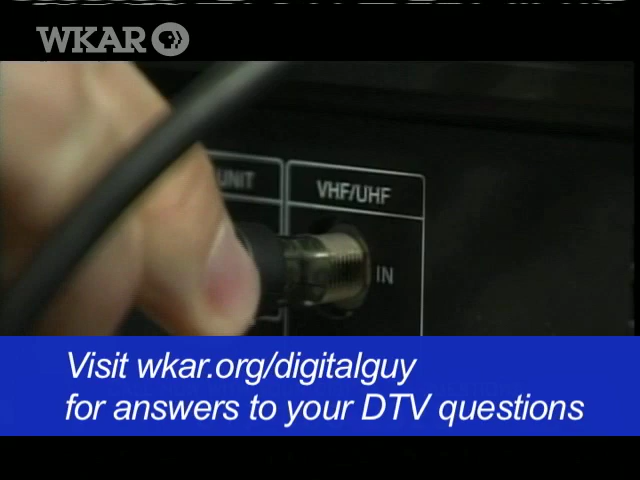 WKAR
UNIT
VHF/UHF
IN
Visit wkar.org/digitalguy
for answers to your DTV questions